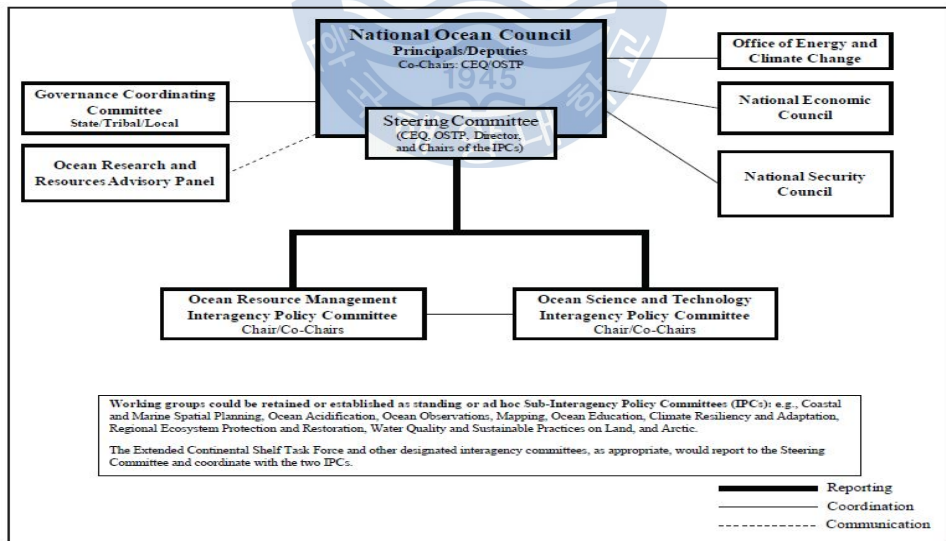 National Ocean Council
Principals/Deputies
Co-Chairs: CEQ/OSTP
1945
Steering Committee
(CEQ, OSTP, Director,
and Chairs of the IPCs)
Governance Coordinating
Committee
State/Tribal/Local
Ocean Research and
Resources Advisory Panel
Office of Energy and
Climate Change
National Economic
Council
National Security
Council
Ocean Resource Management
Interagency Policy Committee
Chair/Co-Chairs
Ocean Science and Technology
Interagency Policy Committee
Chair/Co-Chairs
Working groups could be retained or established as standing or ad hoc Sub-Interagency Policy Committees (IPCs): e.g., Coastal
and Marine Spatial Planning, Ocean Acidification, Ocean Observations, Mapping, Ocean Education, Climate Resiliency and Adaptation,
Regional Ecosystem Protection and Restoration, Water Quality and Sustainable Practices on Land, and Arctic.
The Extended Continental Shelf Task Force and other designated interagency committees, as appropriate, would report to the Steering
Committee and coordinate with the two IPCs.
Reporting
Coordination
Communication